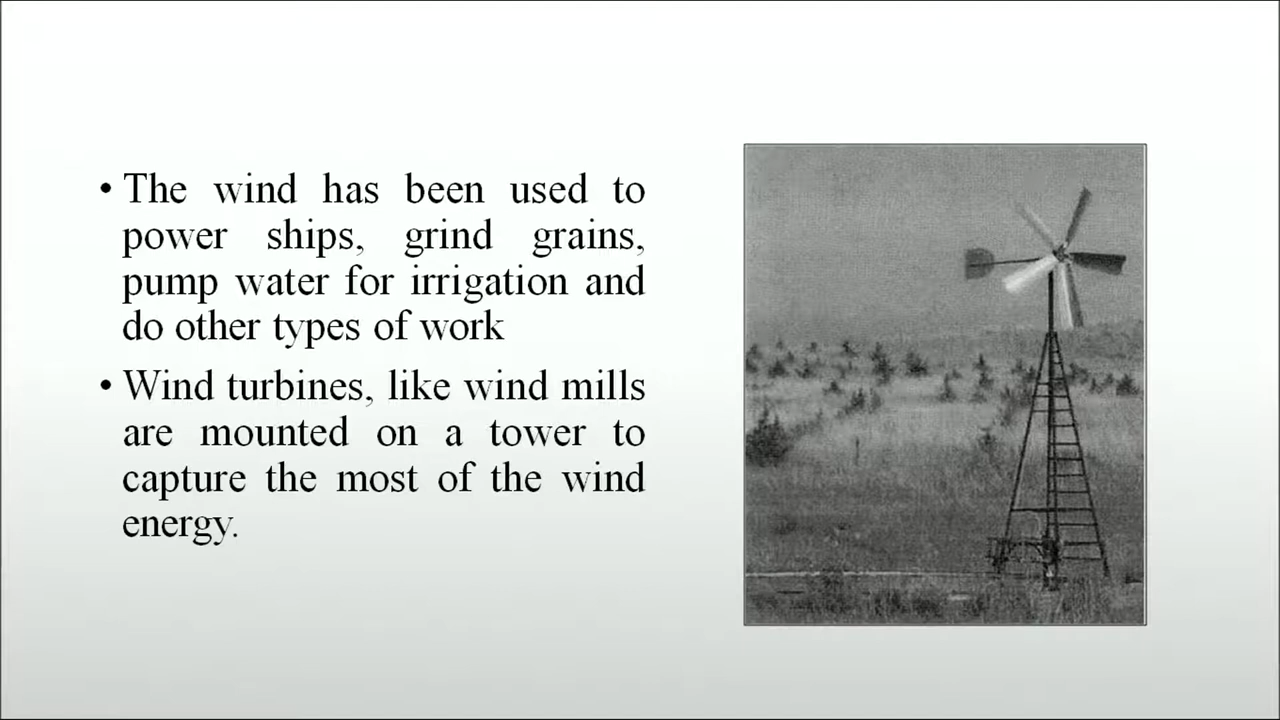 • The wind has been used to
power ships, grind grains,
pump water for irrigation and
do other types of work
• Wind turbines, like wind mills
are mounted on a tower to
capture the most of the wind
energy.